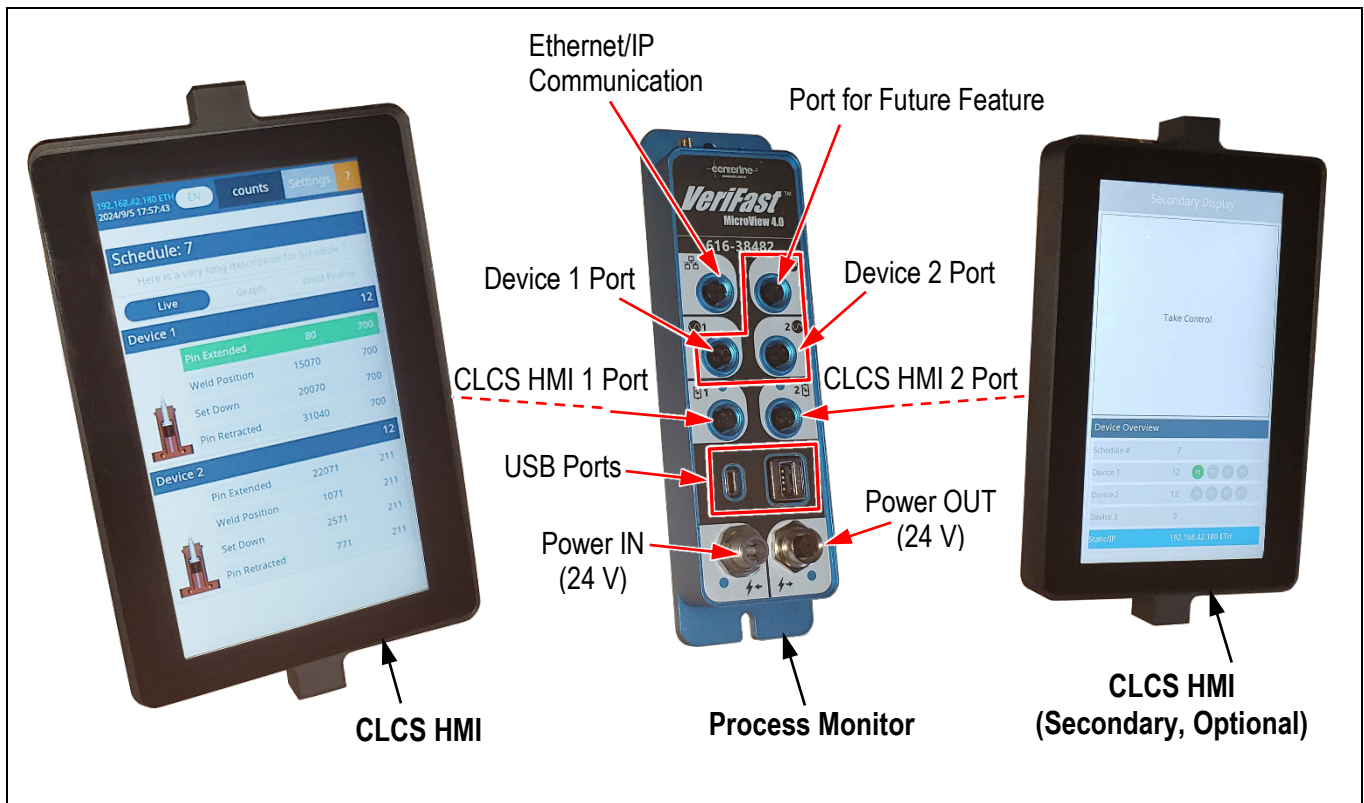 Ethernet/IP
Communication
Port for Future Feature
Device 1 Port
Device 2 Port
CLCS HMI 1 Port
CLCS HMI 2 Port
USB Ports
Power IN
(24 V)
Power OUT
(24 V)
CLCS HMI
Process Monitor
CLCS HMI
(Secondary, Optional)
192.168.42.180 ETH
2024/9/5 17:57:43
EN
counts
Settings
?
Schedule: 7
Here is a very long description for Schedule 7
Live
Graph
Weld Profile
Device 1 12
Pin Extended 80 700
Weld Position 15070 700
Set Down 20070 700
Pin Retracted 31040 700
Device 2 12
Pin Extended 22071 211
Weld Position 1071 211
Set Down 2571 211
Pin Retracted 771 211
centerline
VeriFast™
MicroView 4.0
616-38482
1
2
1
2
Secondary Display
Take Control
Device Overview
Schedule # 7
Device 1 12
Device 2 12
Device 3 0
Static/IP 192.168.42.180 ETH